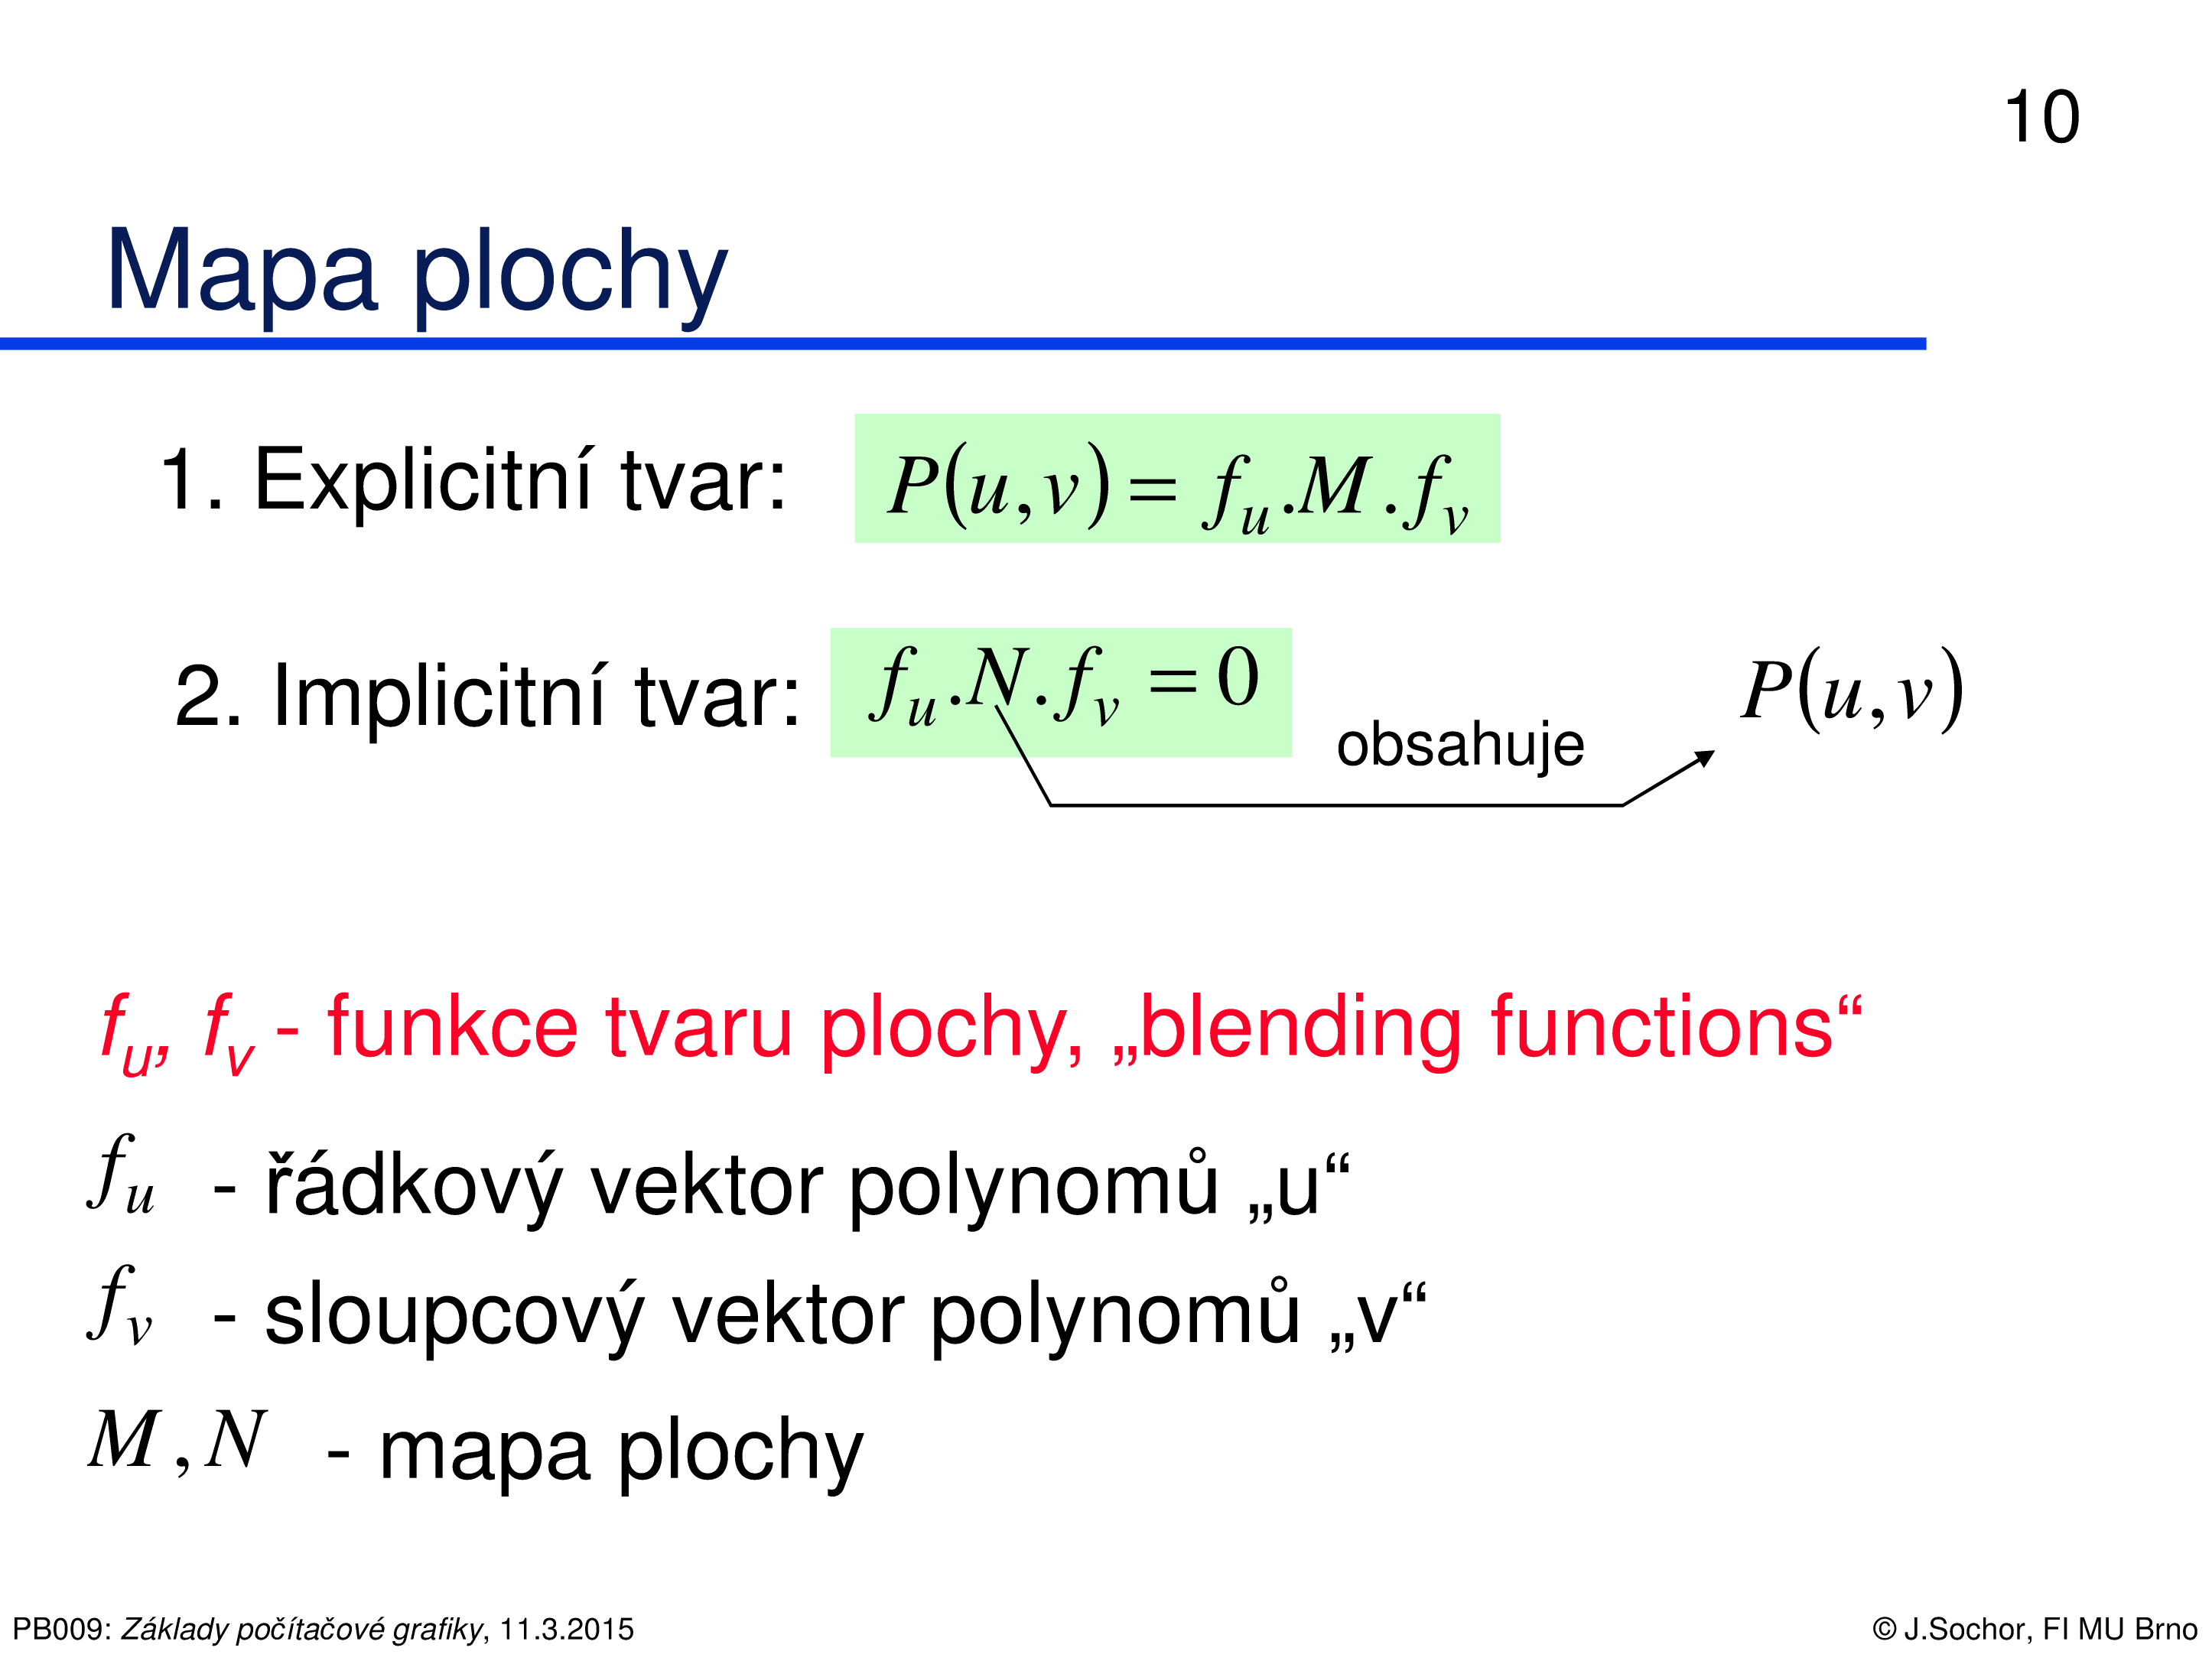 10
Mapa plochy
1. Explicitní tvar: P(u,v) = f_u.M.f_v
2. Implicitní tvar: f_u.N.f_v = 0 P(u,v)
obsahuje
f_u, f_v - funkce tvaru plochy, „blending functions“
f_u - řádkový vektor polynomů „u“
f_v - sloupcový vektor polynomů „v“
M, N - mapa plochy
PB009: Základy počítačové grafiky, 11.3.2015 © J.Sochor, FI MU Brno